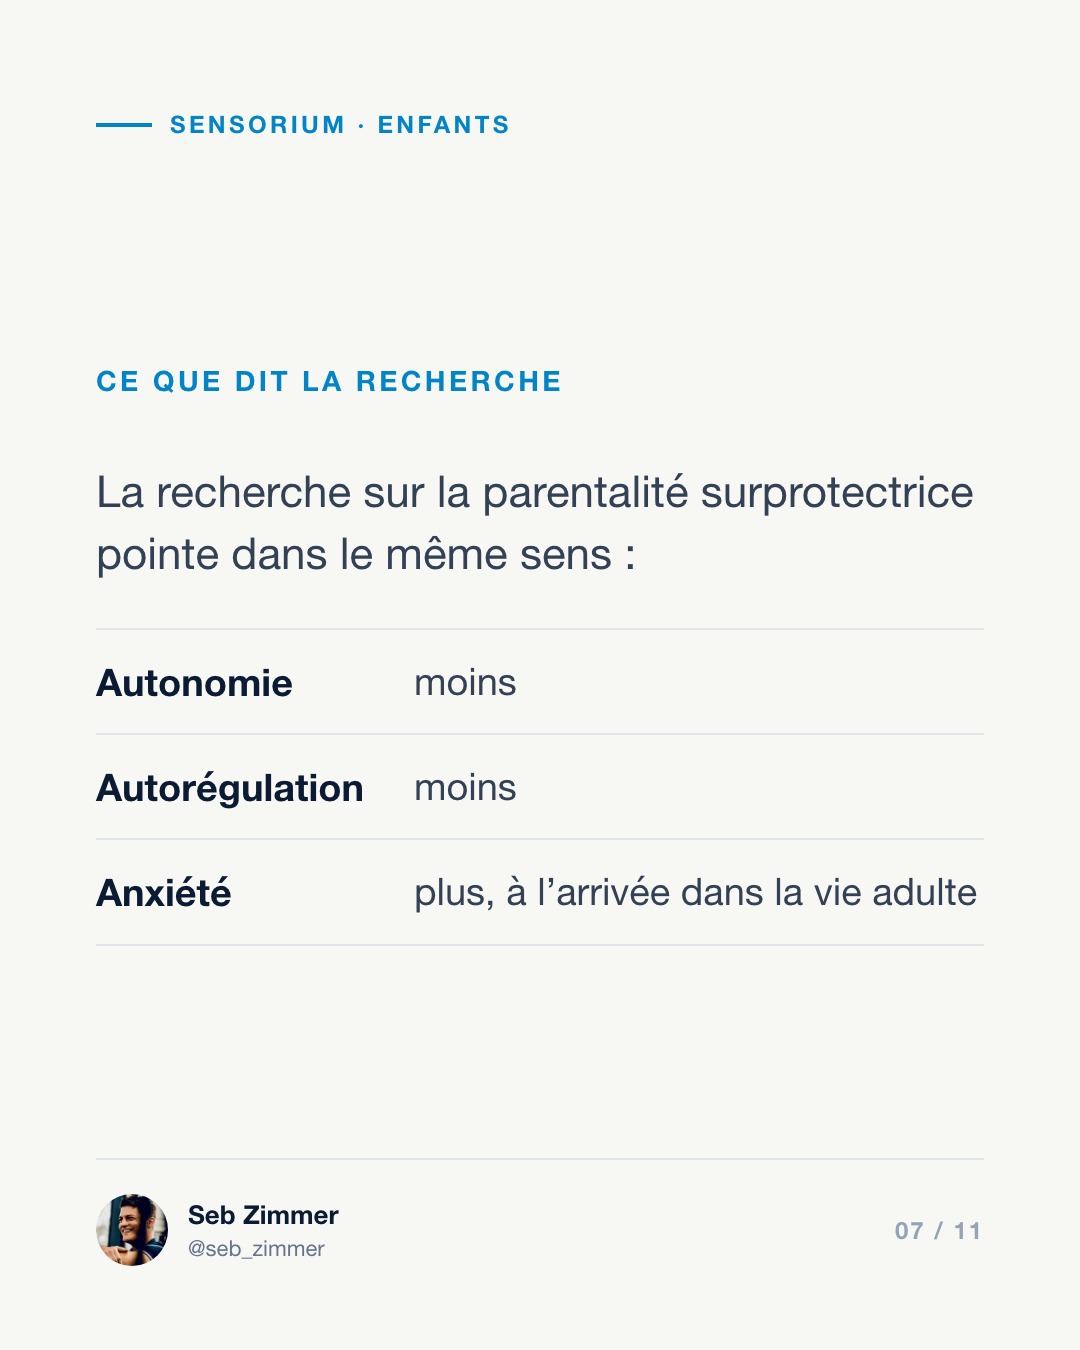 SENSORIUM · ENFANTS
CE QUE DIT LA RECHERCHE
La recherche sur la parentalité surprotectrice
pointe dans le même sens :
Autonomie moins
Autorégulation moins
Anxiété plus, à l’arrivée dans la vie adulte
Seb Zimmer
@seb_zimmer
07 / 11